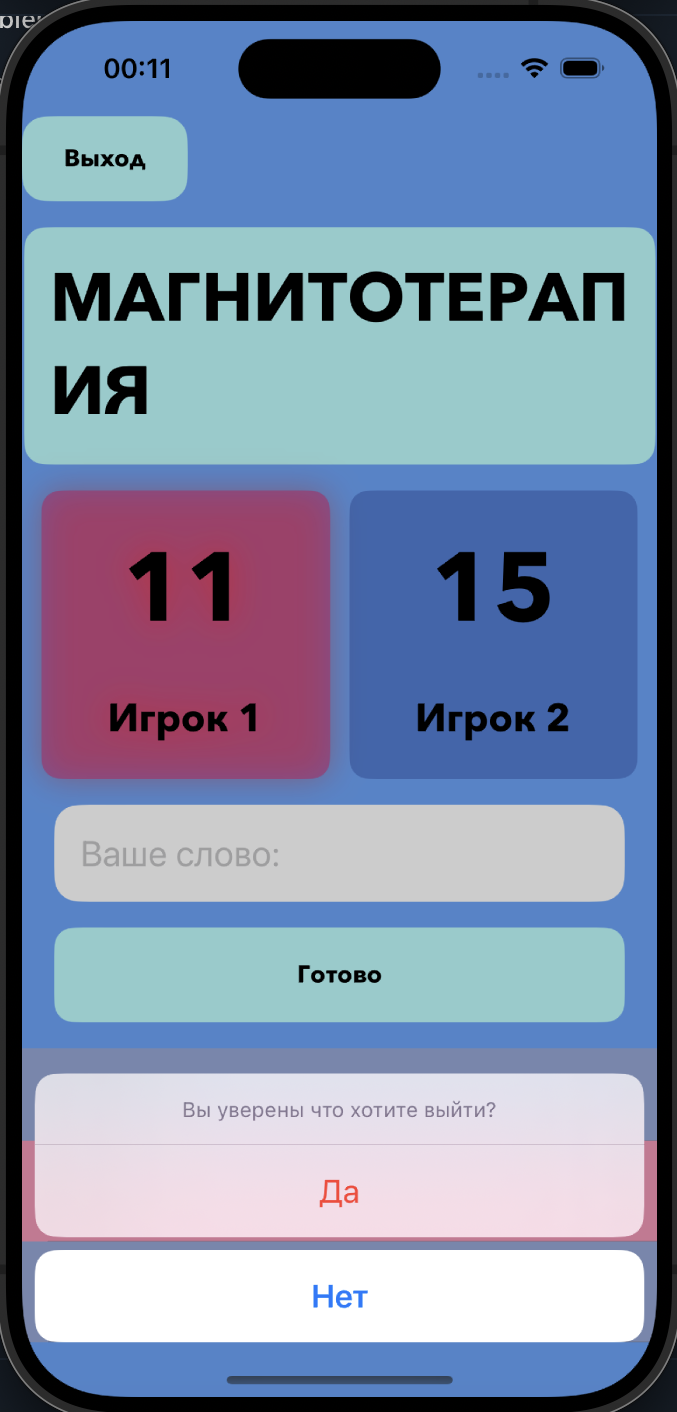 00:11
Выход
МАГНИТОТЕРАП
ИЯ
11
15
Игрок 1
Игрок 2
Ваше слово:
Готово
Вы уверены что хотите выйти?
Да
Нет